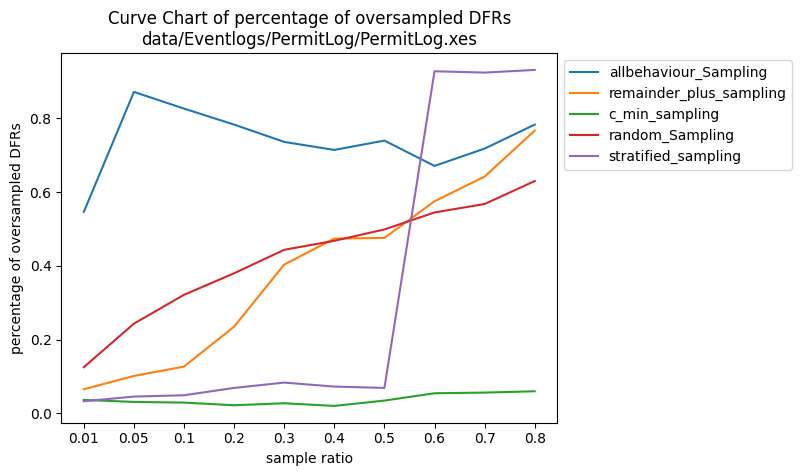 Curve Chart of percentage of oversampled DFRs
data/Eventlogs/PermitLog/PermitLog.xes
percentage of oversampled DFRs
0.8
0.6
0.4
0.2
0.0
0.01 0.05 0.1 0.2 0.3 0.4 0.5 0.6 0.7 0.8
sample ratio
allbehaviour_Sampling
remainder_plus_sampling
c_min_sampling
random_Sampling
stratified_sampling